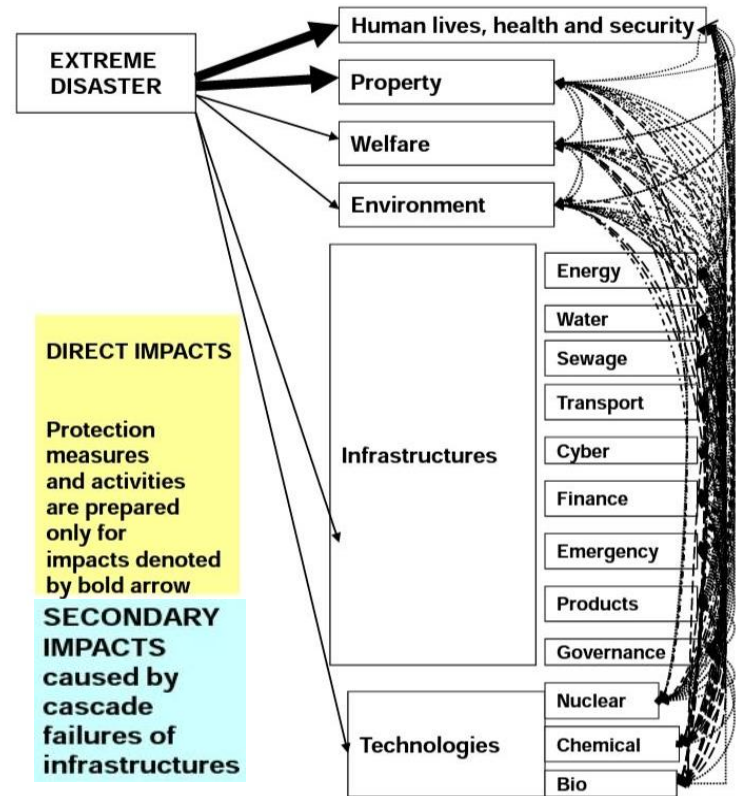 EXTREME
DISASTER
Human lives, health and security
Property
Welfare
Environment
Infrastructures
Energy
Water
Sewage
Transport
Cyber
Finance
Emergency
Products
Governance
Technologies
Nuclear
Chemical
Bio
DIRECT IMPACTS
Protection
measures
and activities
are prepared
only for
impacts denoted
by bold arrow
SECONDARY
IMPACTS
caused by
cascade
failures of
infrastructures